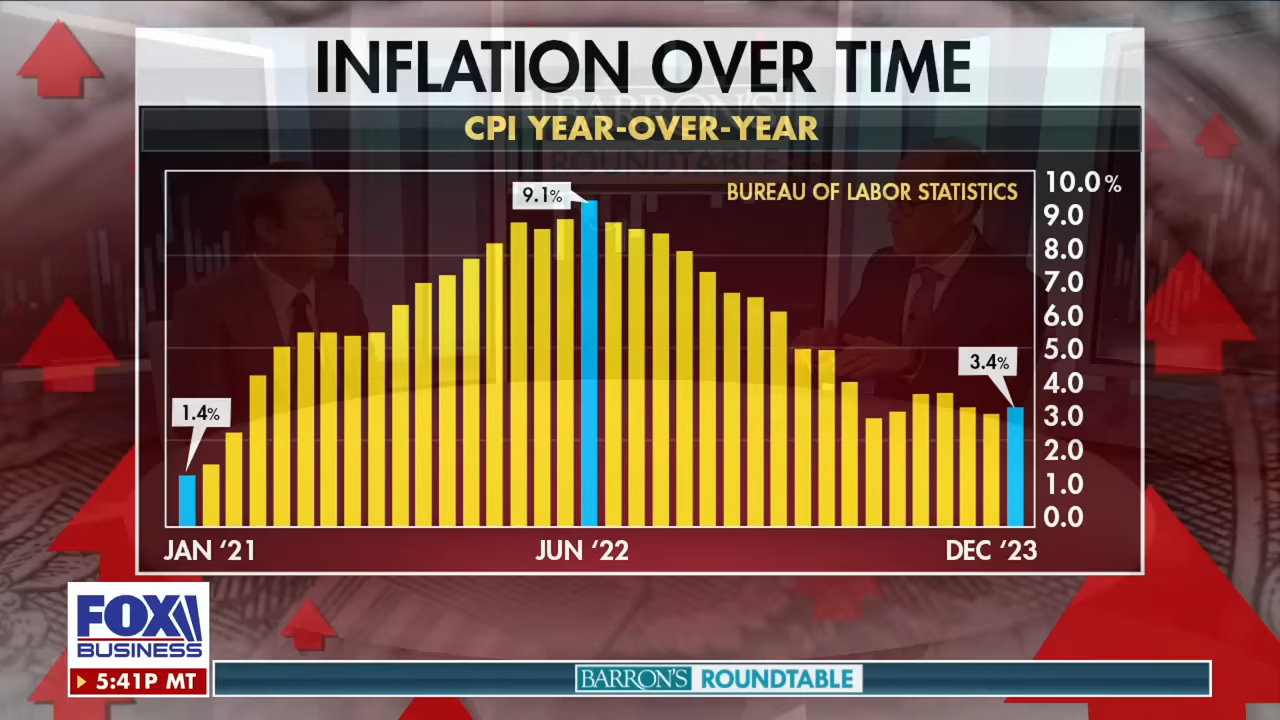 INFLATION OVER TIME
CPI YEAR-OVER-YEAR
BARRON'S
ROUNDTABLE
BUREAU OF LABOR STATISTICS
9.1%
1.4%
3.4%
10.0%
9.0
8.0
7.0
6.0
5.0
4.0
3.0
2.0
1.0
0.0
JAN ‘21
JUN ‘22
DEC ‘23
FOX
BUSINESS
5:41P MT
BARRON'S ROUNDTABLE